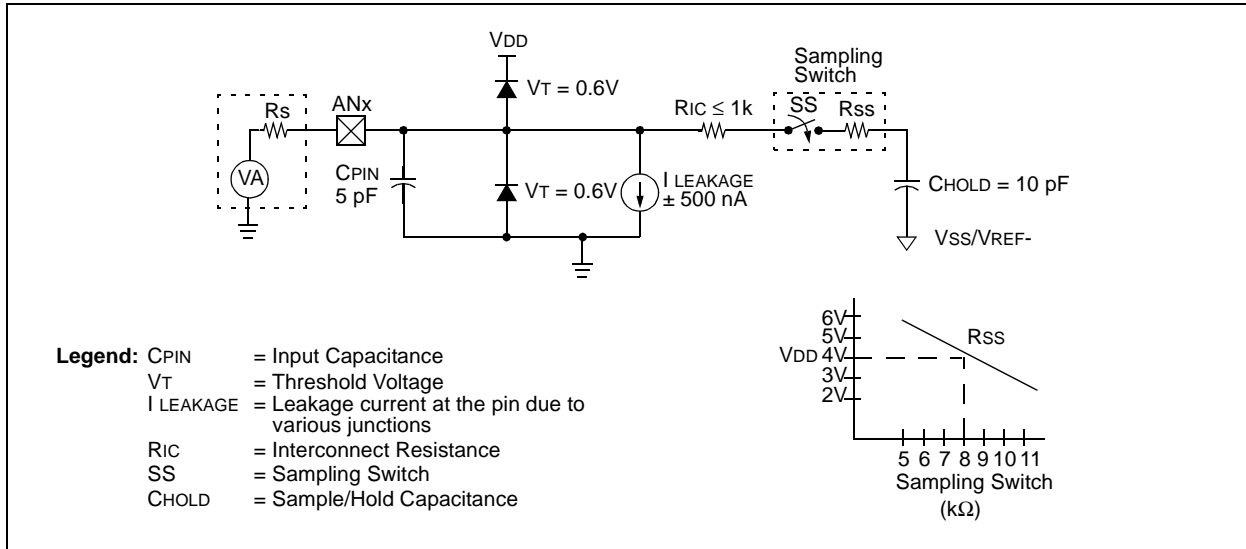 VDD
Sampling
Switch
VT = 0.6V
RS
ANx
RIC ≤ 1k
SS
RSS
VA
CPIN
5 pF
VT = 0.6V
I LEAKAGE
± 500 nA
CHOLD = 10 pF
VSS/VREF-
6V
5V
VDD 4V
3V
2V
RSS
5 6 7 8 9 10 11
Sampling Switch
(kΩ)
Legend: CPIN = Input Capacitance
VT = Threshold Voltage
I LEAKAGE = Leakage current at the pin due to
various junctions
RIC = Interconnect Resistance
SS = Sampling Switch
CHOLD = Sample/Hold Capacitance